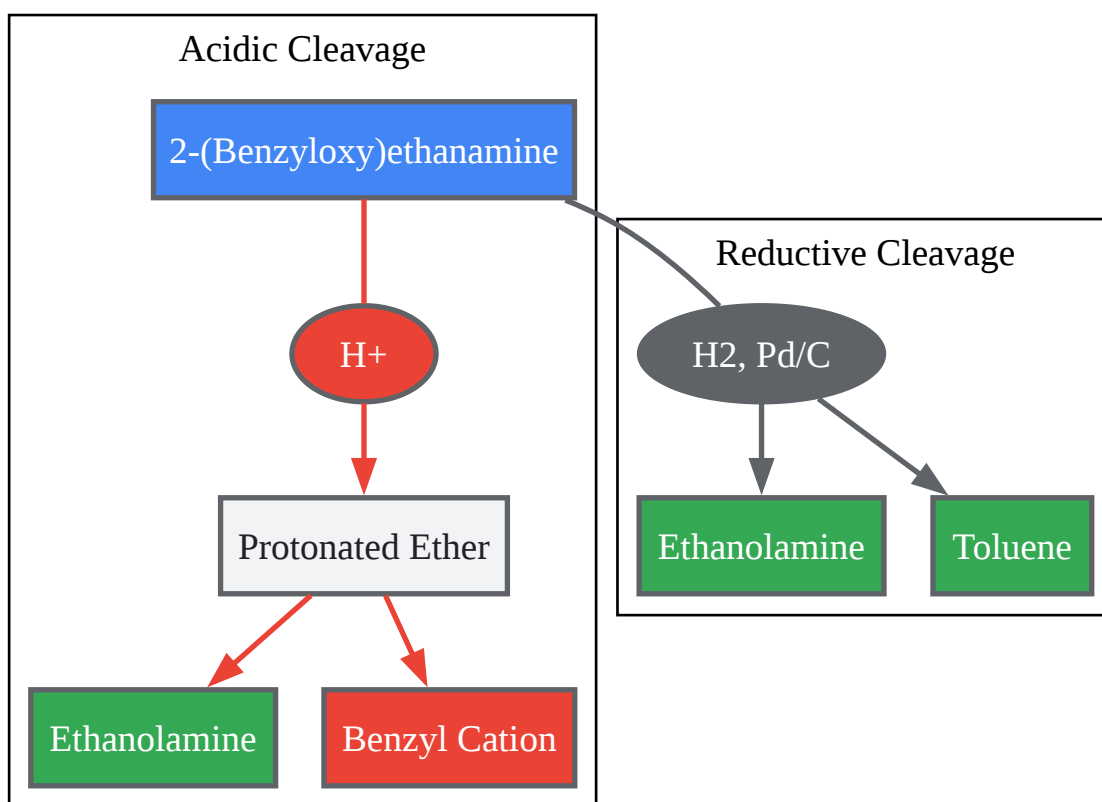 Acidic Cleavage
2-(Benzyloxy)ethanamine
Reductive Cleavage
H+
H2, Pd/C
Protonated Ether
Ethanolamine
Toluene
Ethanolamine
Benzyl Cation